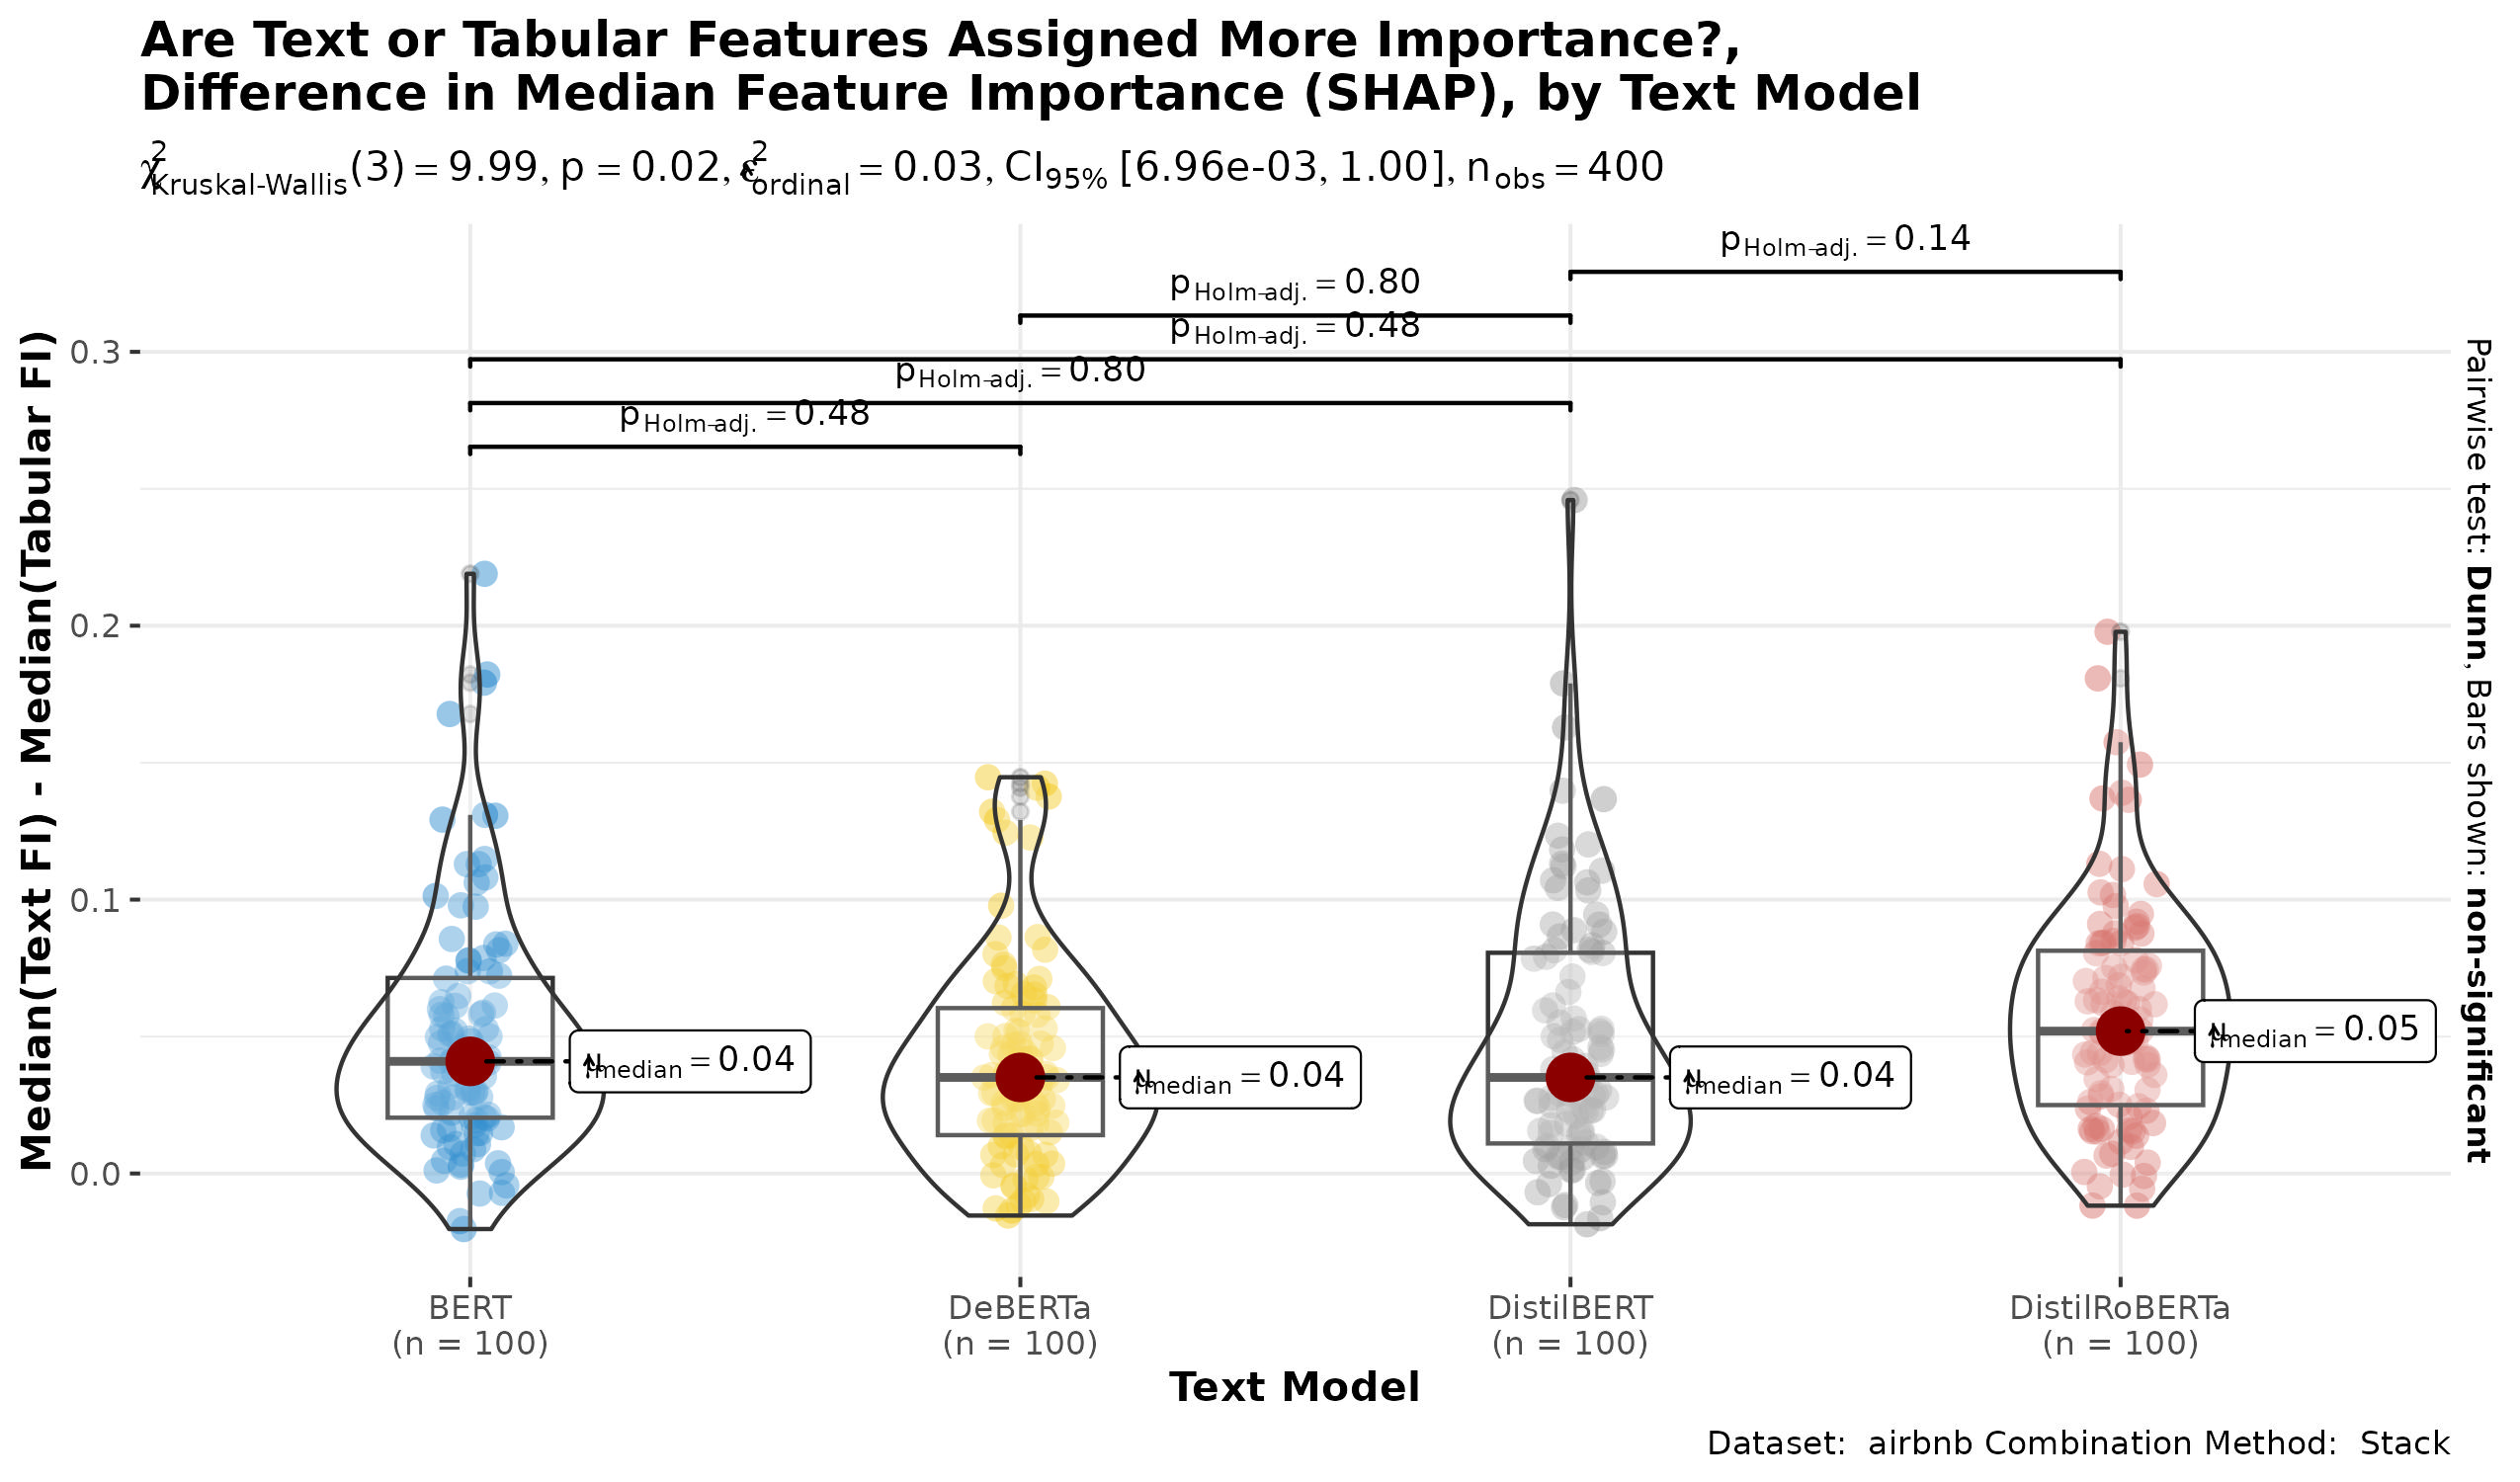 Are Text or Tabular Features Assigned More Importance?,
Difference in Median Feature Importance (SHAP), by Text Model
χ²Kruskal-Wallis(3) = 9.99, p = 0.02, ε²ordinal = 0.03, CI95% [6.96e-03, 1.00], nobs = 400
pHolm-adj. = 0.14
pHolm-adj. = 0.80
pHolm-adj. = 0.48
pHolm-adj. = 0.80
pHolm-adj. = 0.48
Median(Text FI) - Median(Tabular FI)
0.3
0.2
0.1
0.0
μ̂median = 0.04
μ̂median = 0.04
μ̂median = 0.04
μ̂median = 0.05
Pairwise test: Dunn, Bars shown: non-significant
BERT
(n = 100)
DeBERTa
(n = 100)
DistilBERT
(n = 100)
DistilRoBERTa
(n = 100)
Text Model
Dataset:  airbnb Combination Method:  Stack